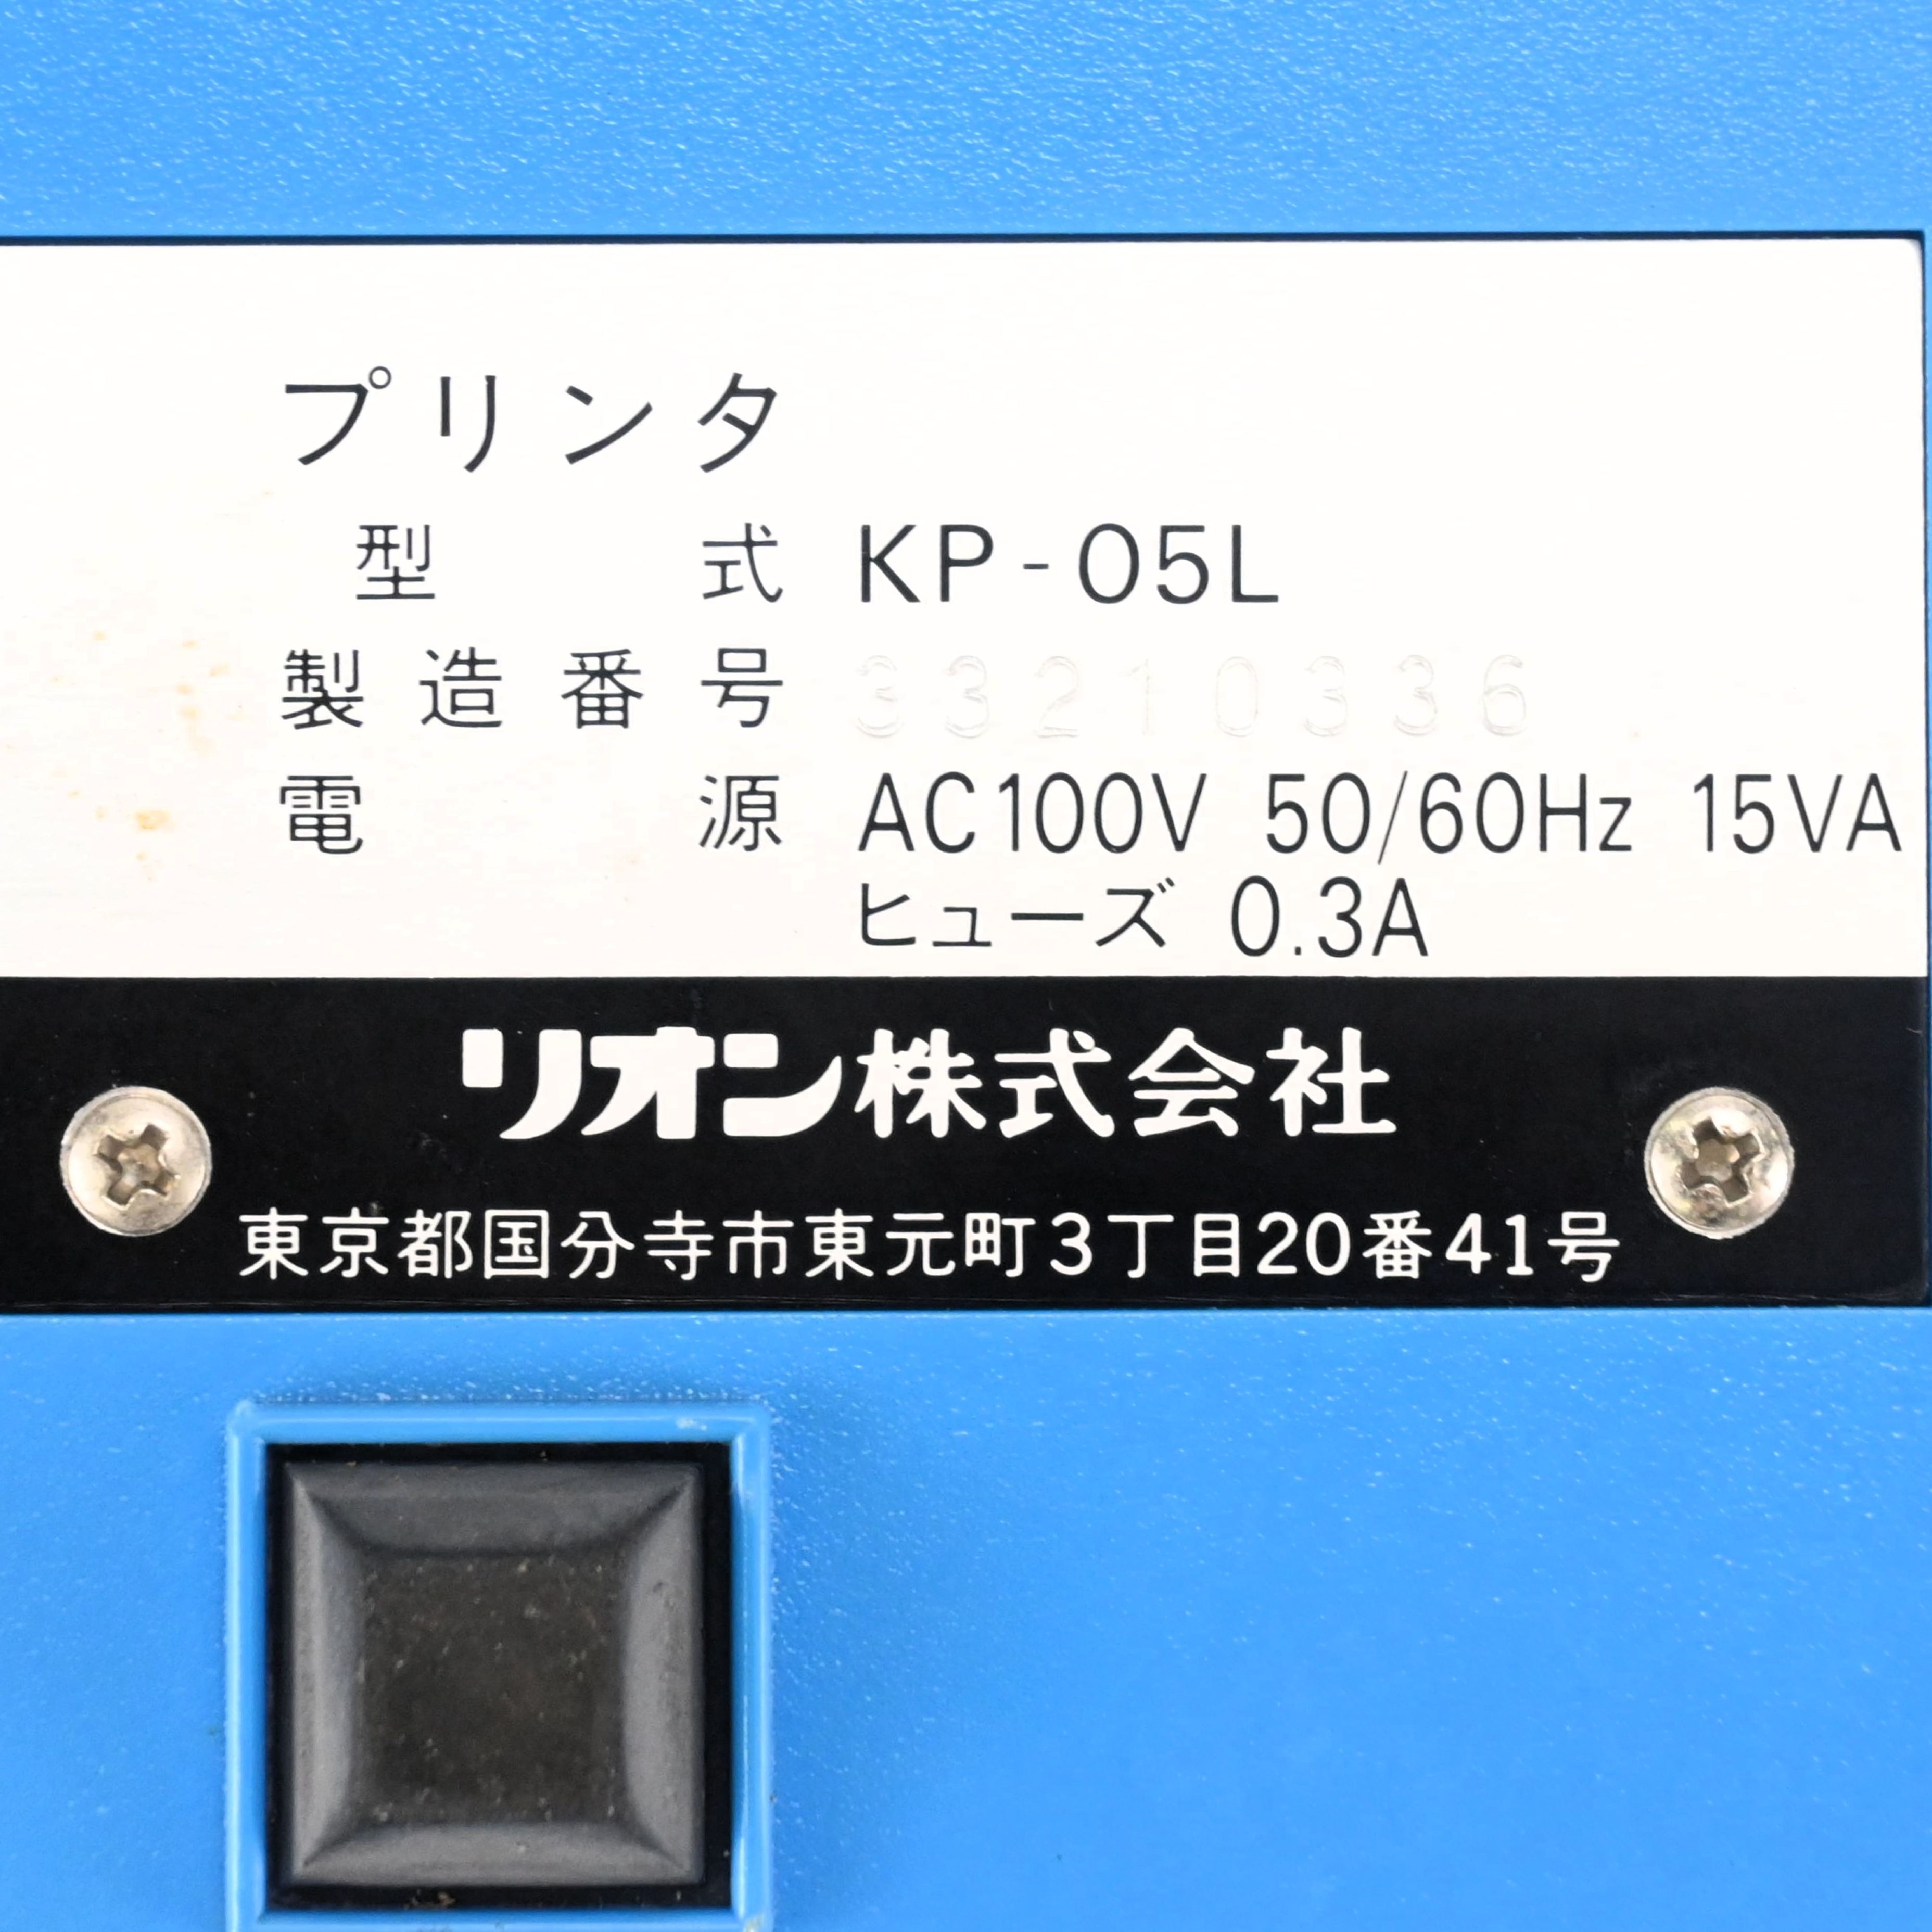 プリンタ
型式 KP-05L
製造番号 33210336
電源 AC100V 50/60Hz 15VA
ヒューズ 0.3A
リオン株式会社
東京都国分寺市東元町3丁目20番41号